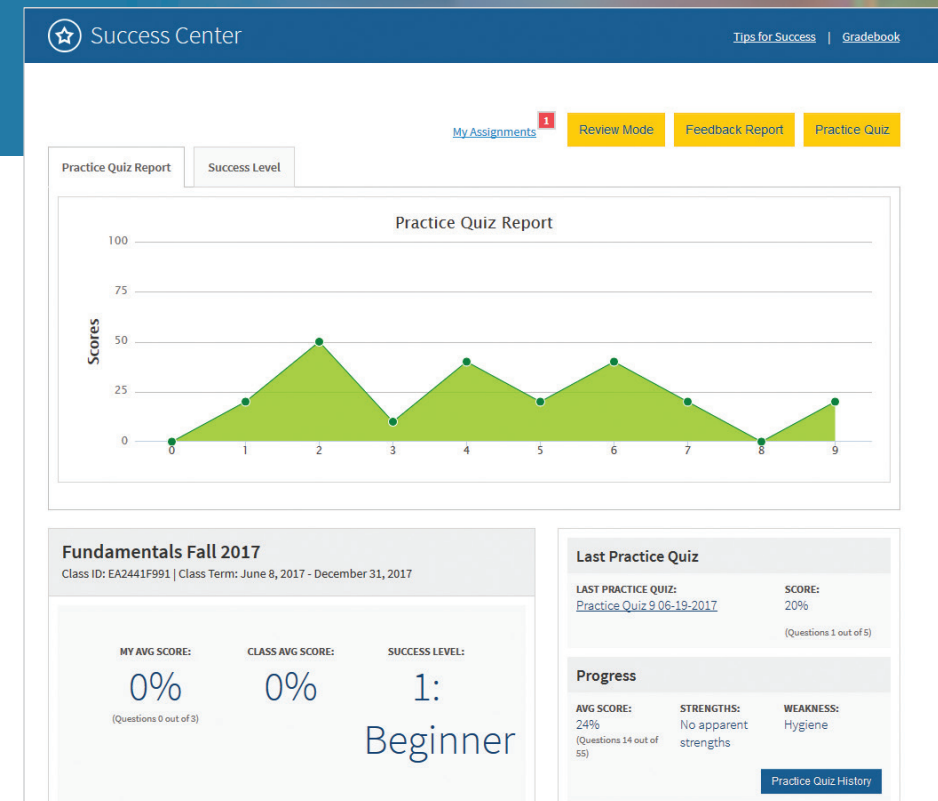 Success Center
Tips for Success | Gradebook
My Assignments 1
Review Mode
Feedback Report
Practice Quiz
Practice Quiz Report
Success Level
Practice Quiz Report
100
75
50
25
0
Scores
0 1 2 3 4 5 6 7 8 9
Fundamentals Fall 2017
Class ID: EA2441F991 | Class Term: June 8, 2017 - December 31, 2017
MY AVG SCORE:
0%
(Questions 0 out of 3)
CLASS AVG SCORE:
0%
SUCCESS LEVEL:
1:
Beginner
Last Practice Quiz
LAST PRACTICE QUIZ:
Practice Quiz 9 06-19-2017
SCORE:
20%
(Questions 1 out of 5)
Progress
AVG SCORE:
24%
(Questions 14 out of
55)
STRENGTHS:
No apparent
strengths
WEAKNESS:
Hygiene
Practice Quiz History